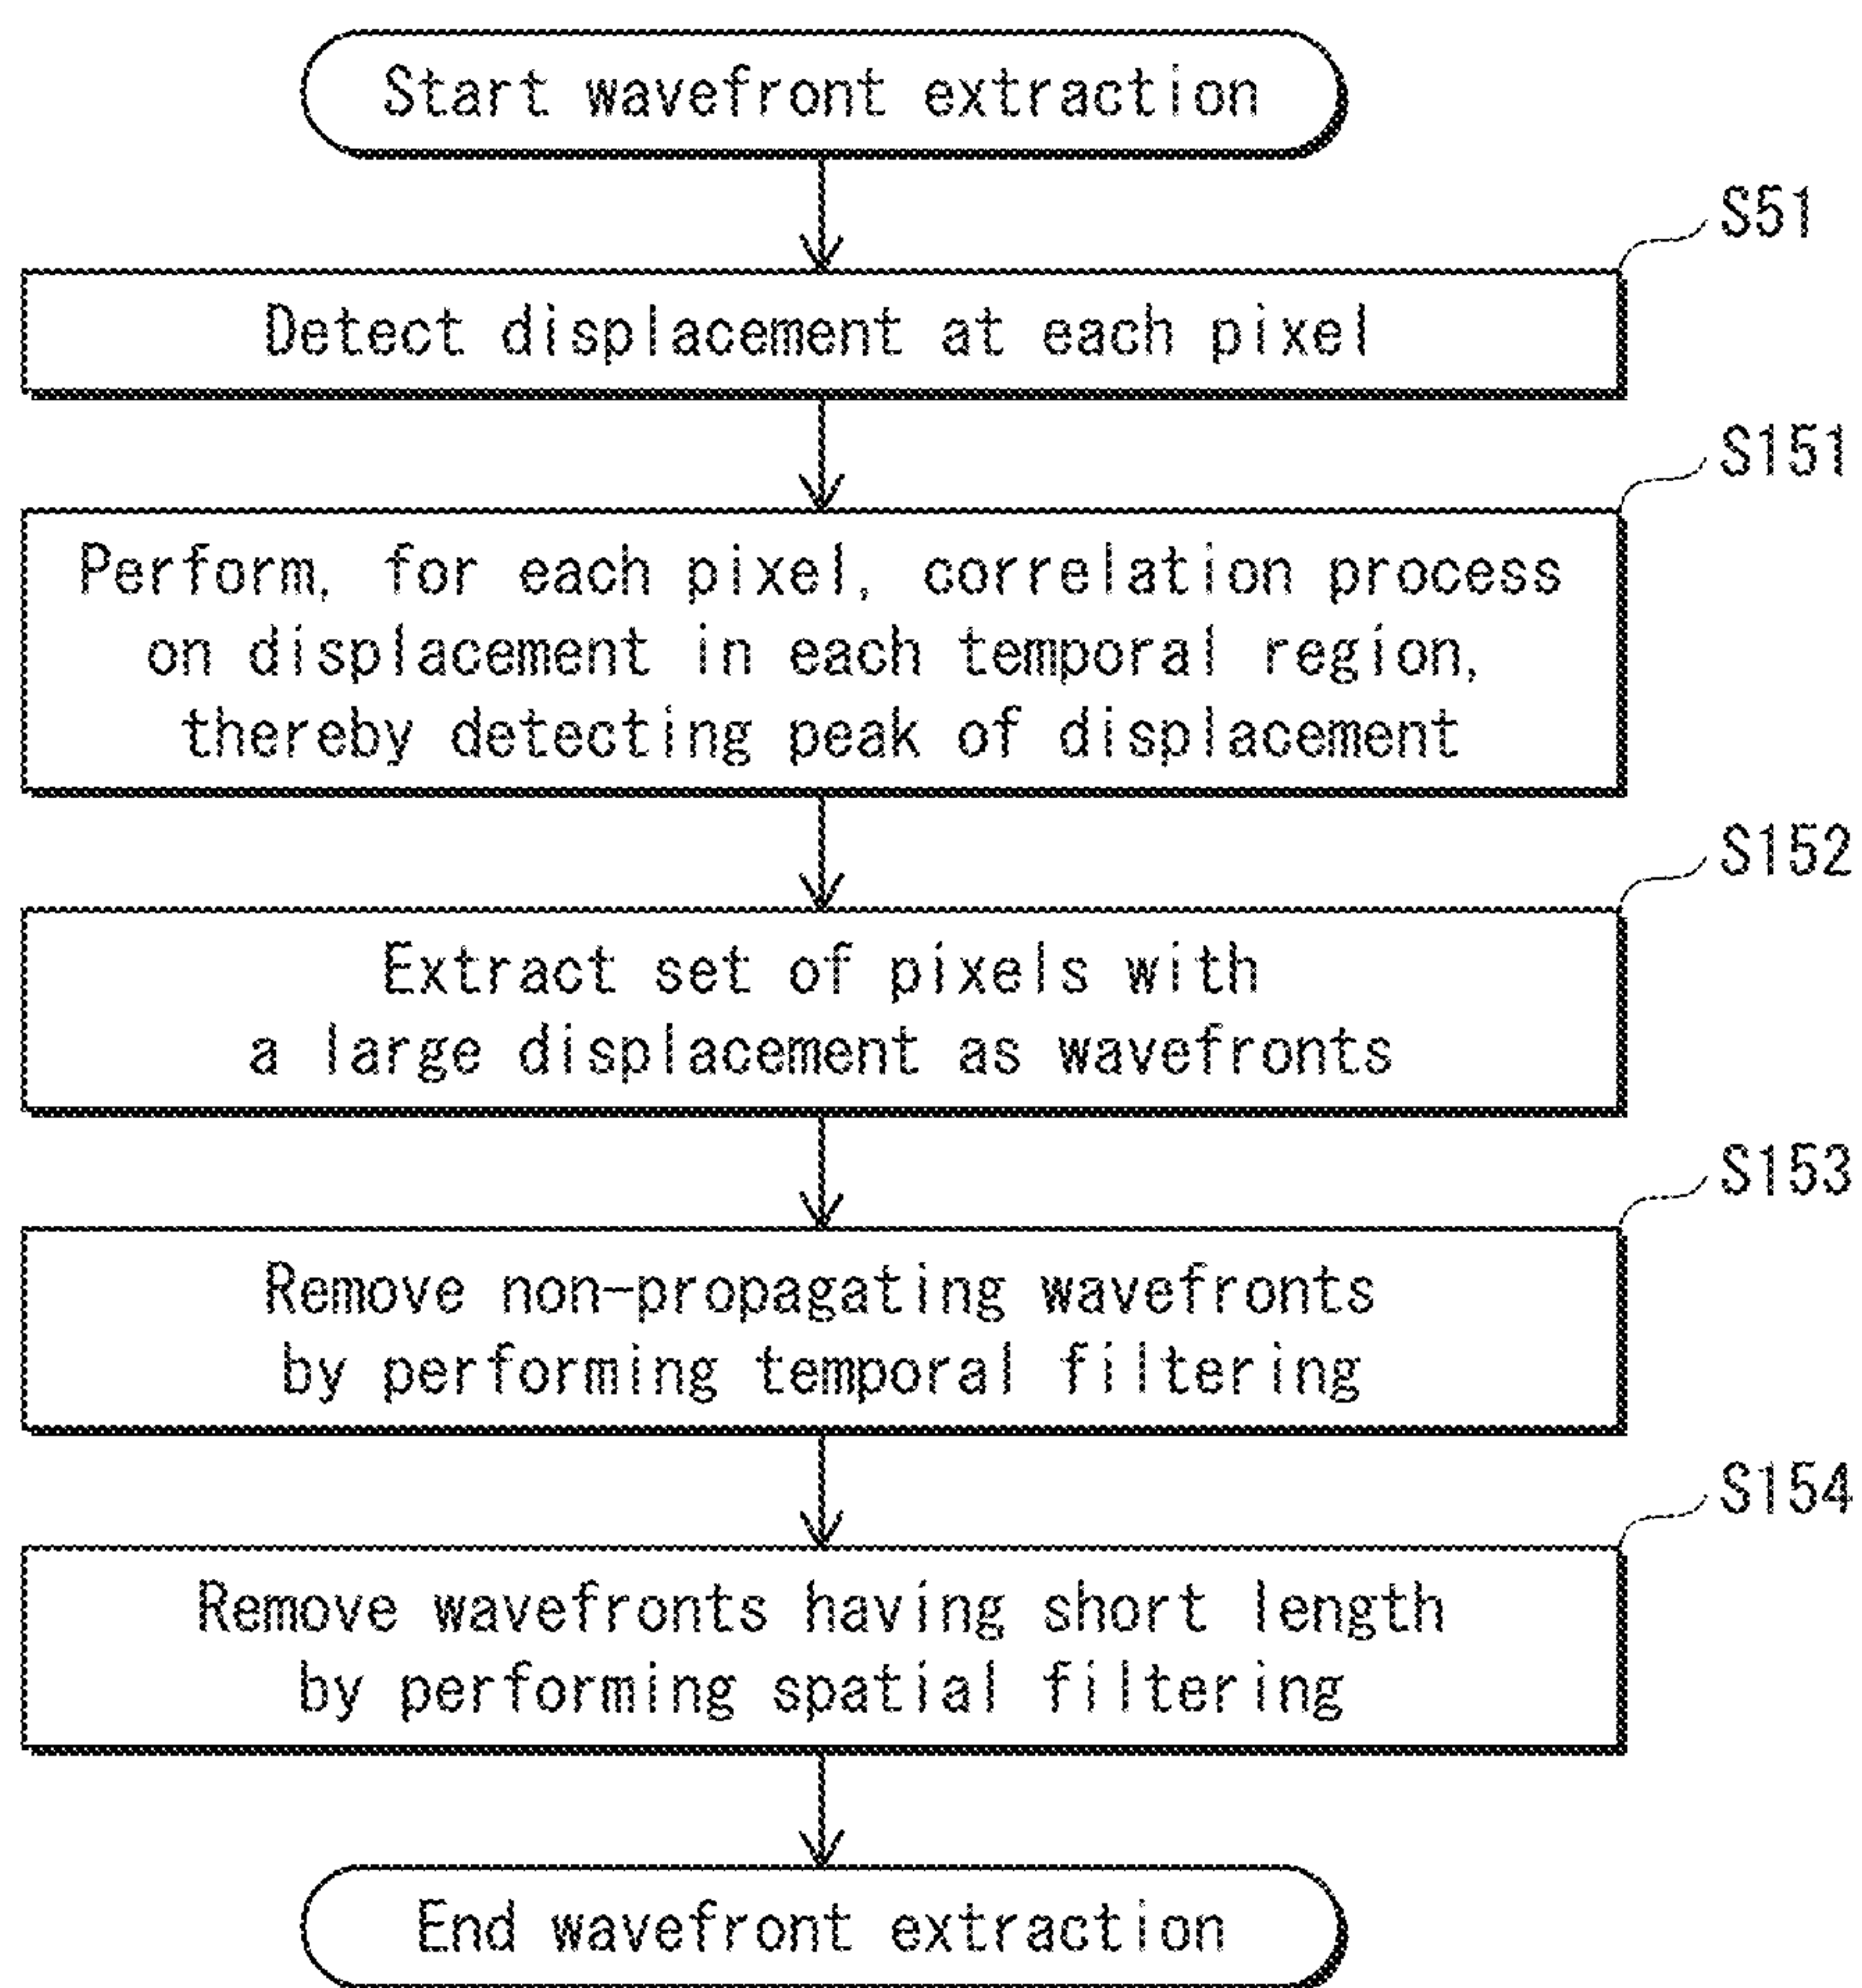 Start wavefront extraction
S51
Detect displacement at each pixel
S151
Perform, for each pixel, correlation process
on displacement in each temporal region,
thereby detecting peak of displacement
S152
Extract set of pixels with
a large displacement as wavefronts
S153
Remove non-propagating wavefronts
by performing temporal filtering
S154
Remove wavefronts having short length
by performing spatial filtering
End wavefront extraction